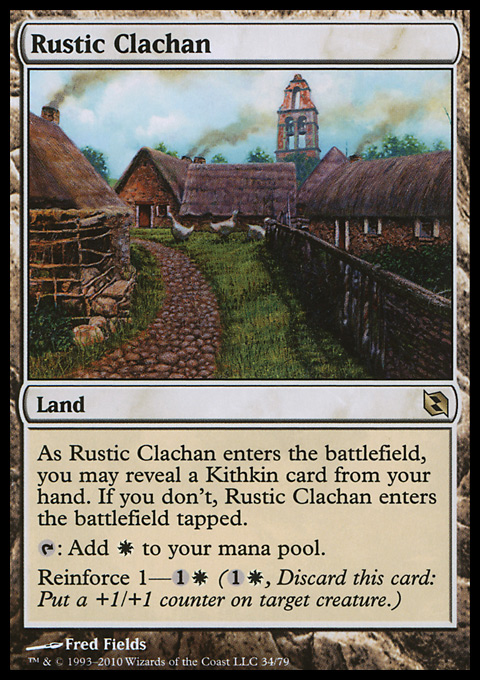 Rustic Clachan
Land
As Rustic Clachan enters the battlefield,
you may reveal a Kithkin card from your
hand. If you don't, Rustic Clachan enters
the battlefield tapped.
: Add to your mana pool.
Reinforce 1—1 (1, Discard this card:
Put a +1/+1 counter on target creature.)
Fred Fields
™ & © 1993–2010 Wizards of the Coast LLC 34/79